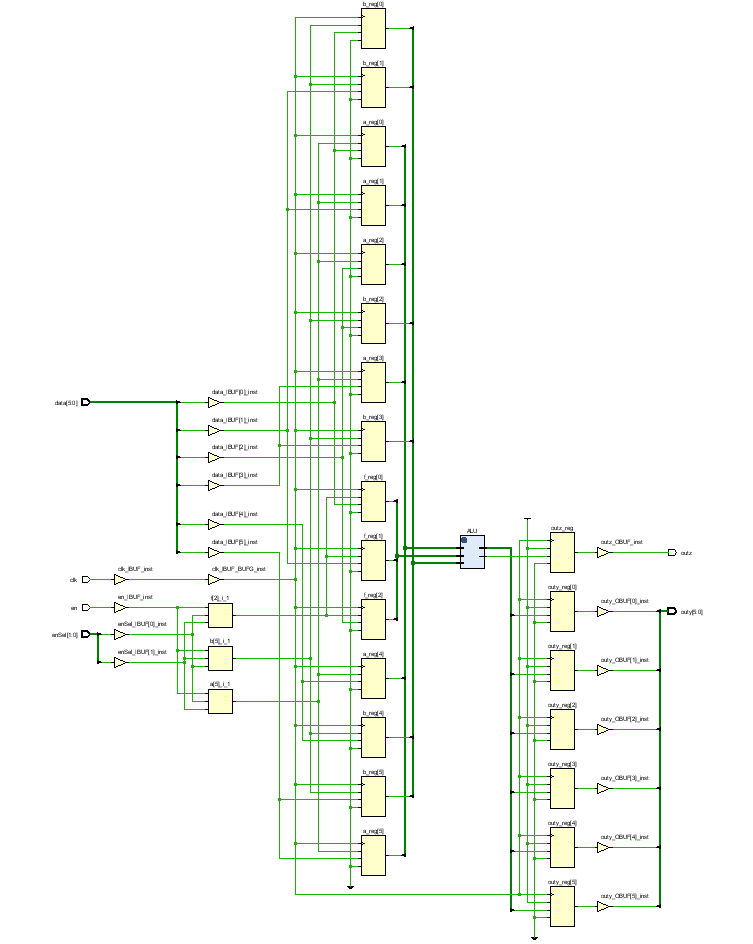 b_reg[0]
b_reg[1]
a_reg[0]
a_reg[1]
a_reg[2]
b_reg[2]
a_reg[3]
b_reg[3]
f_reg[0]
f_reg[1]
f_reg[2]
a_reg[4]
b_reg[4]
b_reg[5]
a_reg[5]
data[5:0]
data_IBUF[0]_inst
data_IBUF[1]_inst
data_IBUF[2]_inst
data_IBUF[3]_inst
data_IBUF[4]_inst
data_IBUF[5]_inst
clk
clk_IBUF_inst
clk_IBUF_BUFG_inst
en
en_IBUF_inst
enSel[1:0]
enSel_IBUF[0]_inst
enSel_IBUF[1]_inst
f[2]_i_1
b[5]_i_1
a[5]_i_1
ALU
outz_reg
outz_OBUF_inst
outz
outy_reg[0]
outy_OBUF[0]_inst
outy[5:0]
outy_reg[1]
outy_OBUF[1]_inst
outy_reg[2]
outy_OBUF[2]_inst
outy_reg[3]
outy_OBUF[3]_inst
outy_reg[4]
outy_OBUF[4]_inst
outy_reg[5]
outy_OBUF[5]_inst